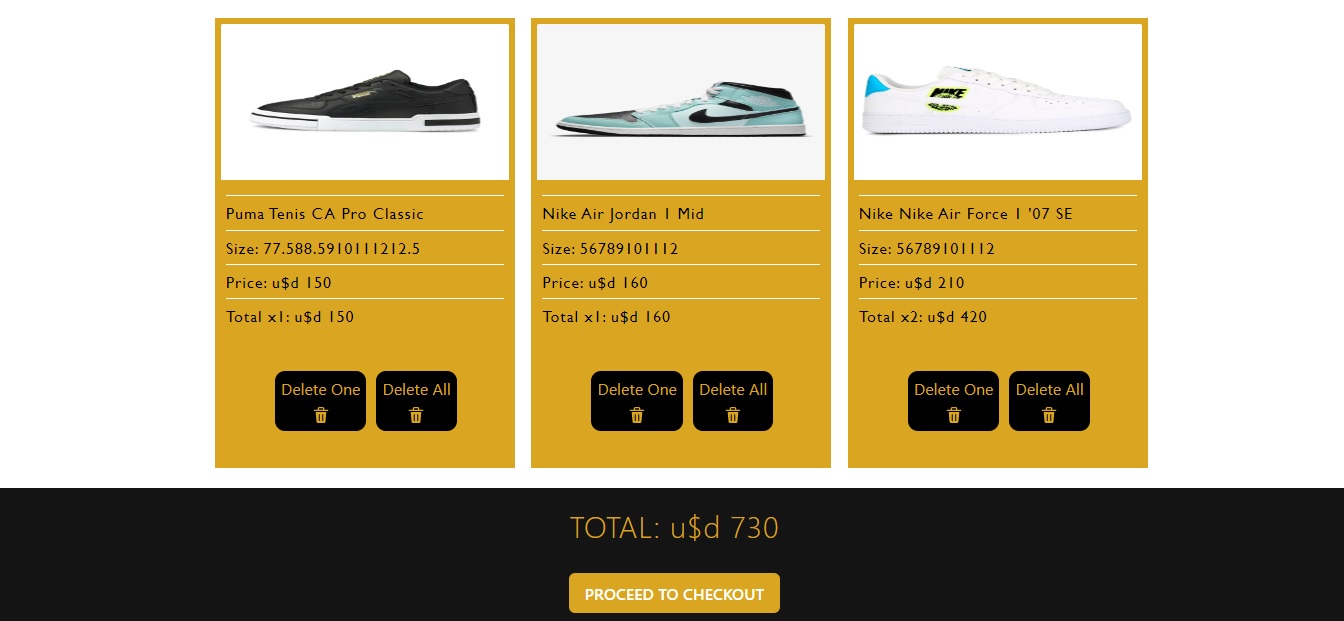 NIKE
Puma Tenis CA Pro Classic
Size: 77.588.5910111212.5
Price: u$d 150
Total x1: u$d 150
Delete One
Delete All
Nike Air Jordan 1 Mid
Size: 56789101112
Price: u$d 160
Total x1: u$d 160
Delete One
Delete All
Nike Nike Air Force 1 '07 SE
Size: 56789101112
Price: u$d 210
Total x2: u$d 420
Delete One
Delete All
TOTAL: u$d 730
PROCEED TO CHECKOUT